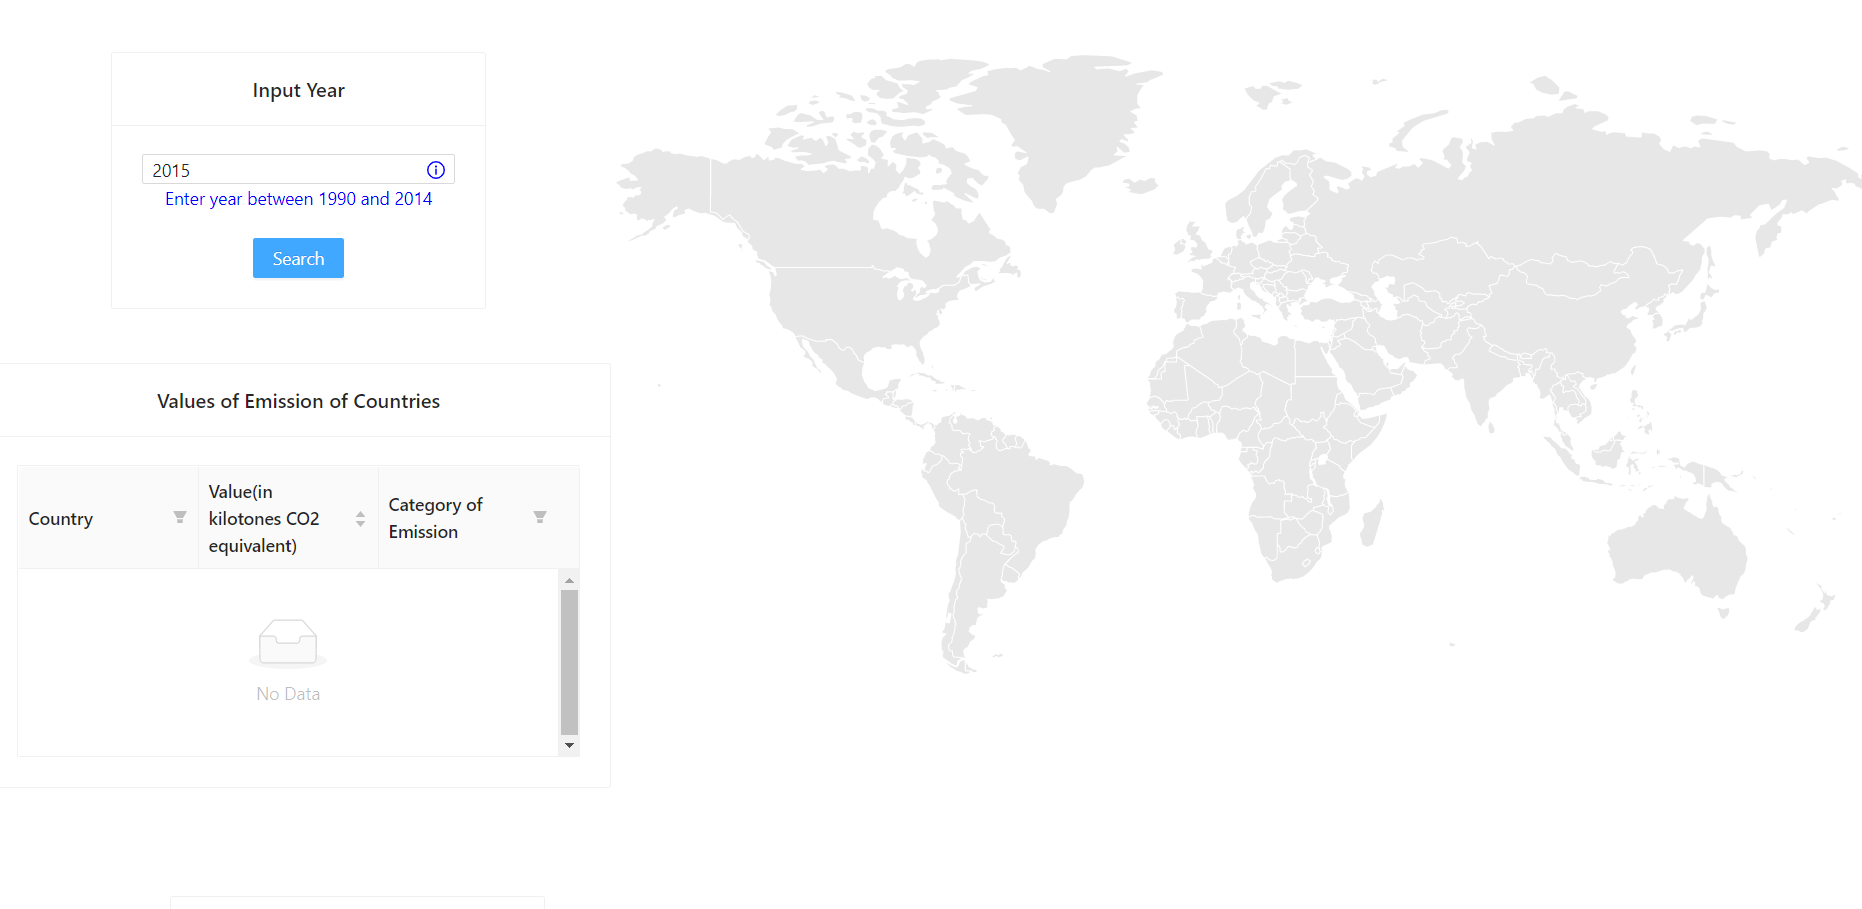 Input Year
2015
Enter year between 1990 and 2014
Search
Values of Emission of Countries
Country
Value(in
kilotones CO2
equivalent)
Category of
Emission
No Data